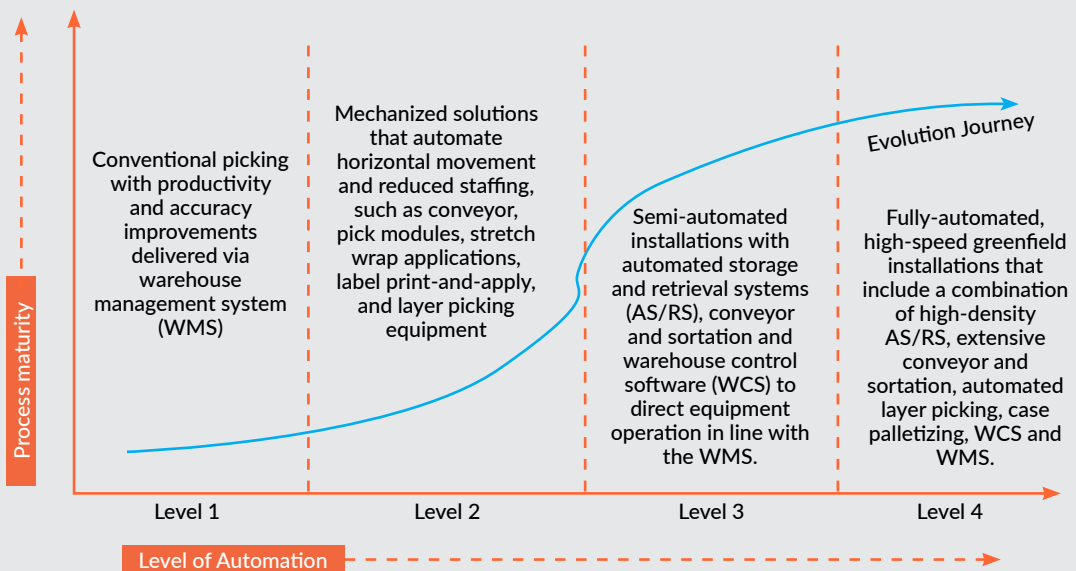 Process maturity
Conventional picking
with productivity
and accuracy
improvements
delivered via
warehouse
management system
(WMS)
Mechanized solutions
that automate
horizontal movement
and reduced staffing,
such as conveyor,
pick modules, stretch
wrap applications,
label print-and-apply,
and layer picking
equipment
Semi-automated
installations with
automated storage
and retrieval systems
(AS/RS), conveyor
and sortation and
warehouse control
software (WCS) to
direct equipment
operation in line with
the WMS.
Evolution Journey
Fully-automated,
high-speed greenfield
installations that
include a combination
of high-density
AS/RS, extensive
conveyor and
sortation, automated
layer picking, case
palletizing, WCS and
WMS.
Level 1
Level 2
Level 3
Level 4
Level of Automation